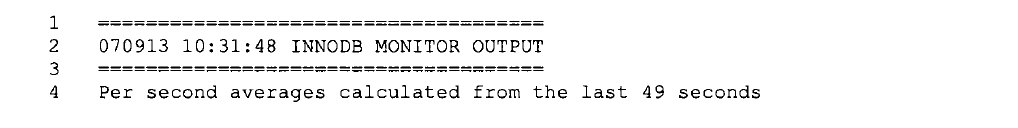 1 =====================================
2 070913 10:31:48 INNODB MONITOR OUTPUT
3 =====================================
4 Per second averages calculated from the last 49 seconds